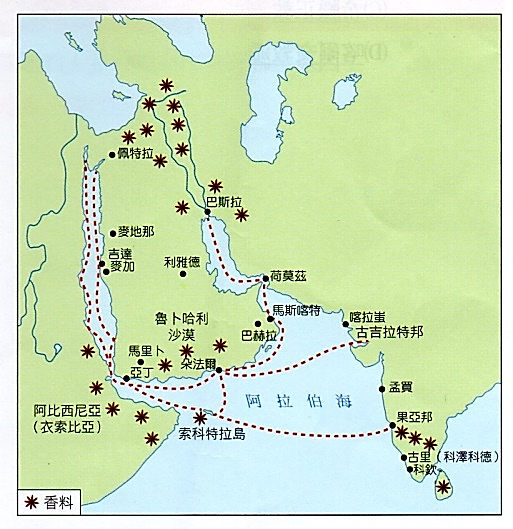 佩特拉
巴斯拉
麥地那
吉達
麥加
利雅德
荷莫茲
魯卜哈利
沙漠
馬斯喀特
巴赫拉
喀拉蚩
古吉拉特邦
馬里卜
朵法爾
亞丁
阿比西尼亞
(衣索比亞)
索科特拉島
阿拉伯海
孟買
果亞邦
古里(科澤科德)
科欽
香料